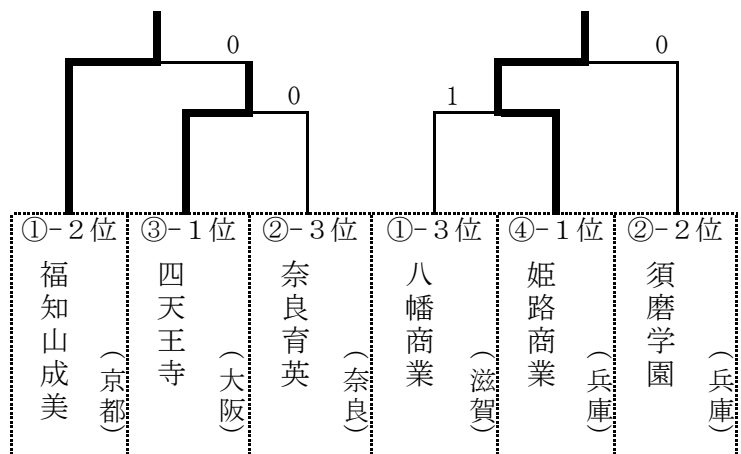 0
0
0
1
①-２位
③-１位
②-３位
①-３位
④-１位
②-２位
福知山成美
（京都）
四天王寺
（大阪）
奈良育英
（奈良）
八幡商業
（滋賀）
姫路商業
（兵庫）
須磨学園
（兵庫）